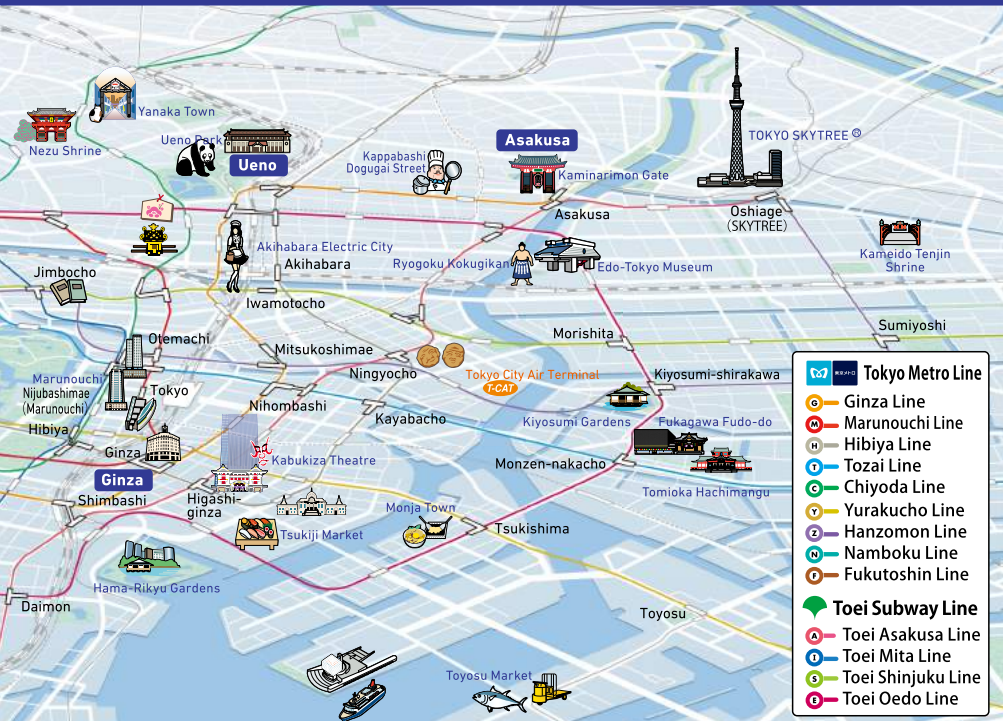 Yanaka Town
Nezu Shrine
Ueno Park
Ueno
Kappabashi
Dogugai Street
Asakusa
Kaminarimon Gate
TOKYO SKYTREE®
Asakusa
Oshiage
(SKYTREE)
Kameido Tenjin
Shrine
Akihabara Electric City
Akihabara
Ryogoku Kokugikan
Edo-Tokyo Museum
Jimbocho
Iwamotocho
Otemachi
Mitsukoshimae
Morishita
Sumiyoshi
Ningyocho
Tokyo City Air Terminal
T-CAT
Kiyosumi-shirakawa
Marunouchi
Nijubashimae
(Marunouchi)
Tokyo
Nihombashi
Kayabacho
Kiyosumi Gardens
Fukagawa Fudo-do
Hibiya
Ginza
Kabukiza Theatre
Monzen-nakacho
Tomioka Hachimangu
Ginza
Shimbashi
Higashi-
ginza
Tsukiji Market
Monja Town
Tsukishima
Hama-Rikyu Gardens
Daimon
Toyosu
Toyosu Market
東京メトロ
Tokyo Metro Line
G Ginza Line
M Marunouchi Line
H Hibiya Line
T Tozai Line
C Chiyoda Line
Y Yurakucho Line
Z Hanzomon Line
N Namboku Line
F Fukutoshin Line
Toei Subway Line
A Toei Asakusa Line
I Toei Mita Line
S Toei Shinjuku Line
E Toei Oedo Line